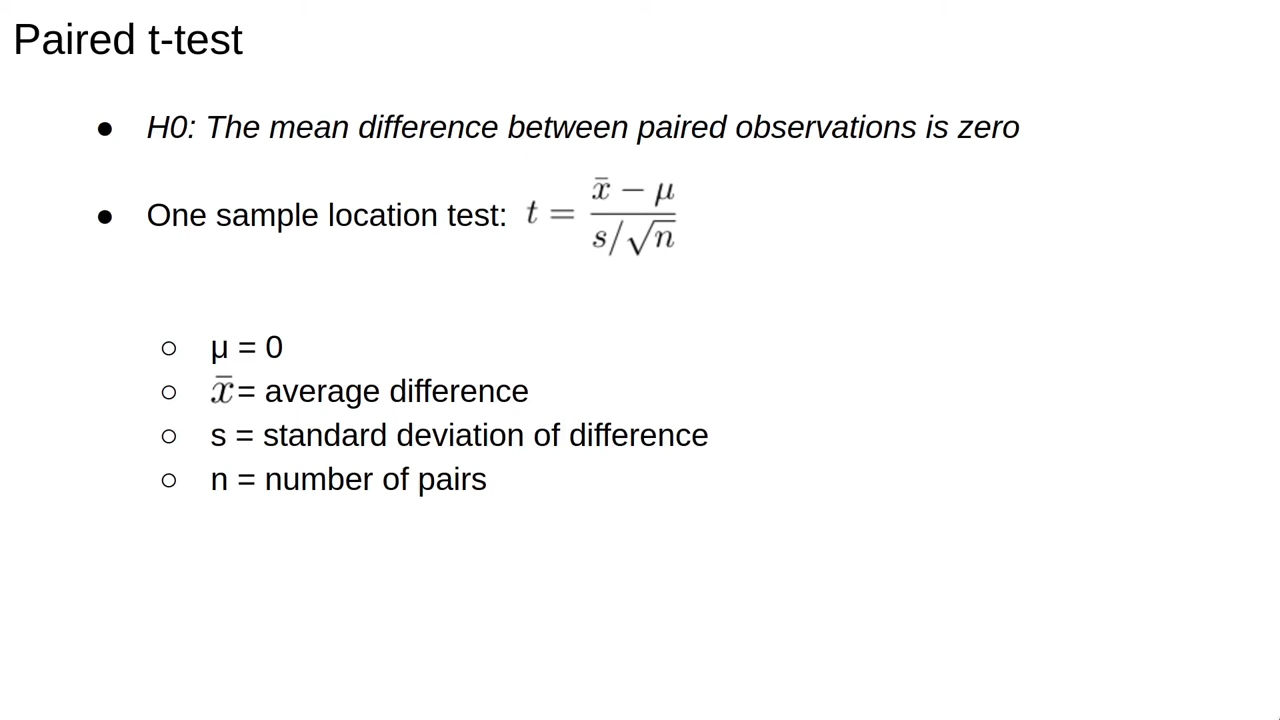 Paired t-test
● H0: The mean difference between paired observations is zero
● One sample location test: t = (x̄ − μ) / (s/√n)
○ μ = 0
○ x̄ = average difference
○ s = standard deviation of difference
○ n = number of pairs